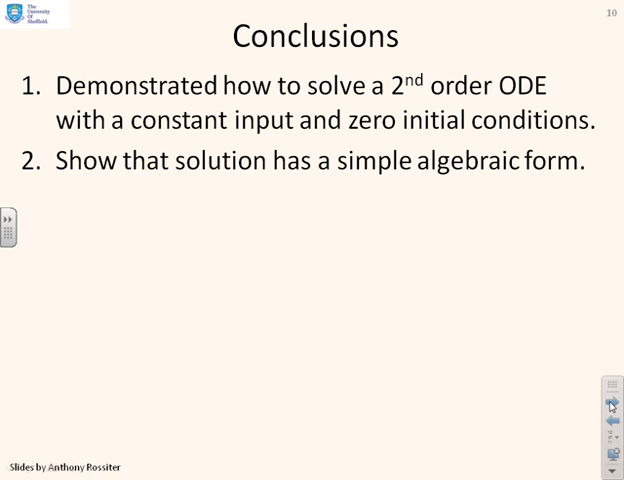 The
University
Of
Sheffield.
10
Conclusions
1. Demonstrated how to solve a 2nd order ODE
with a constant input and zero initial conditions.
2. Show that solution has a simple algebraic form.
Slides by Anthony Rossiter